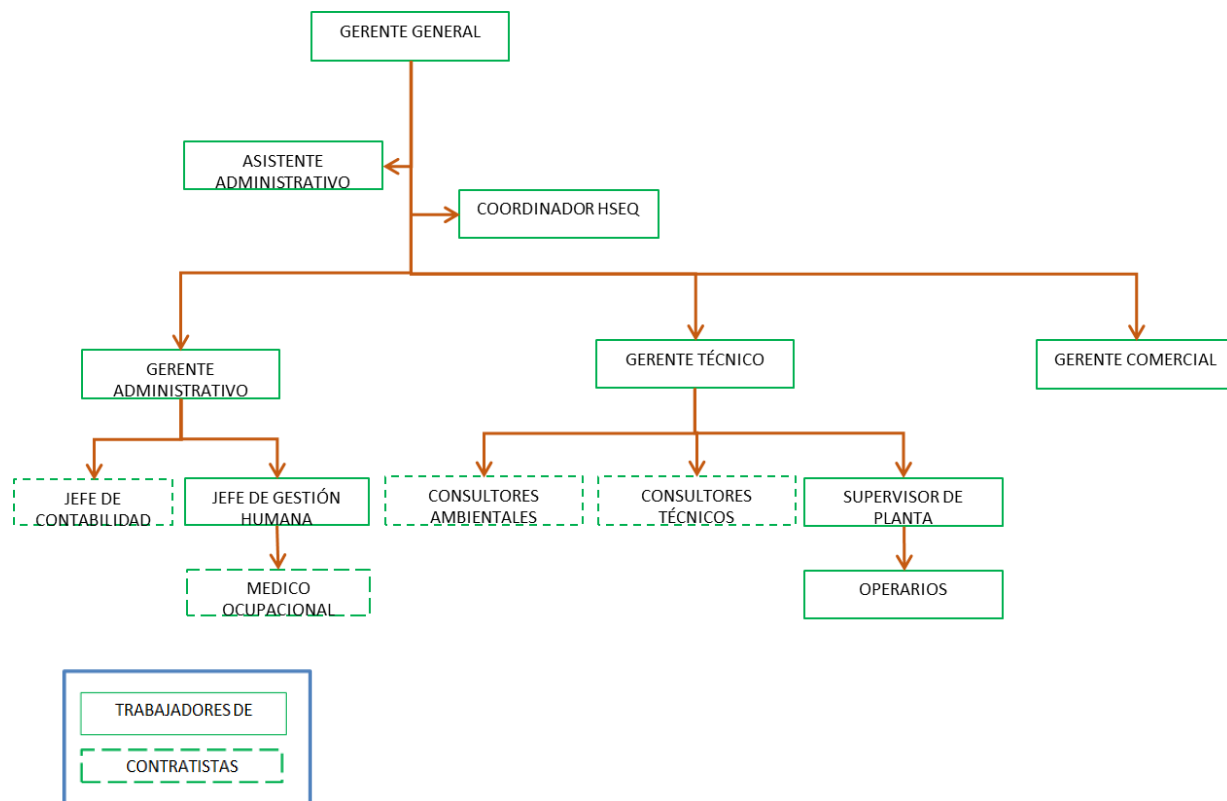 GERENTE GENERAL
ASISTENTE
ADMINISTRATIVO
COORDINADOR HSEQ
GERENTE
ADMINISTRATIVO
GERENTE TÉCNICO
GERENTE COMERCIAL
JEFE DE
CONTABILIDAD
JEFE DE GESTIÓN
HUMANA
CONSULTORES
AMBIENTALES
CONSULTORES
TÉCNICOS
SUPERVISOR DE
PLANTA
MEDICO
OCUPACIONAL
OPERARIOS
TRABAJADORES DE
CONTRATISTAS